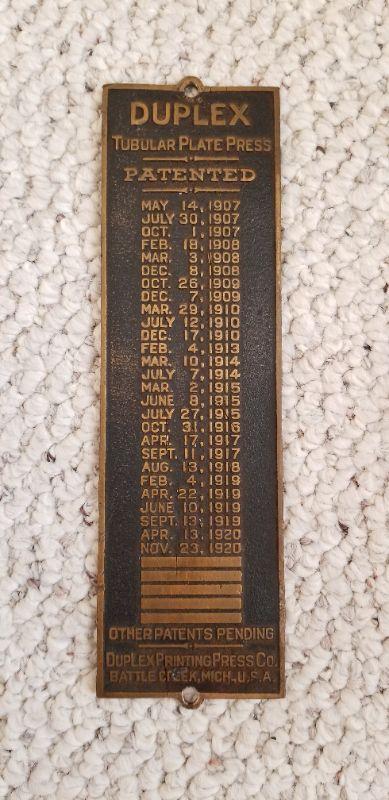 DUPLEX
TUBULAR PLATE PRESS
PATENTED
MAY 14, 1907
JULY 30, 1907
OCT. 1, 1907
FEB. 18, 1908
MAR. 3, 1908
DEC. 8, 1908
OCT. 26, 1909
DEC. 7, 1909
MAR. 29, 1910
JULY 12, 1910
DEC. 17, 1910
FEB. 4, 1913
MAR. 10, 1914
JULY 7, 1914
MAR. 2, 1915
JUNE 8, 1915
JULY 27, 1915
OCT. 31, 1916
APR. 17, 1917
SEPT. 11, 1917
AUG. 13, 1918
FEB. 4, 1919
APR. 22, 1919
JUNE 10, 1919
SEPT. 13, 1919
APR. 13, 1920
NOV. 23, 1920
OTHER PATENTS PENDING
DUPLEX PRINTING PRESS CO.
BATTLE CREEK, MICH., U.S.A.